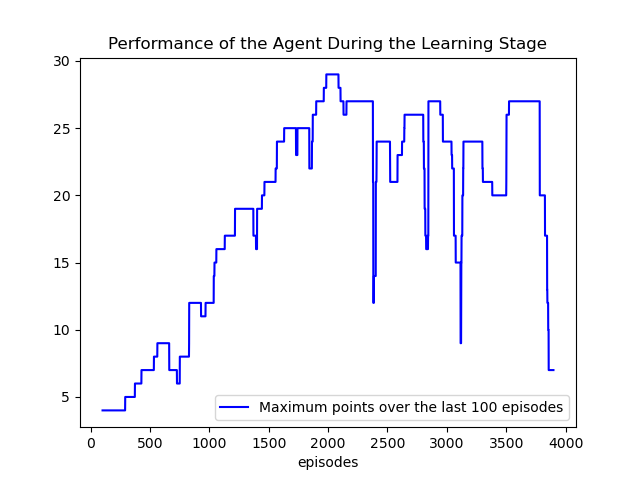 Performance of the Agent During the Learning Stage
30
25
20
15
10
5
Maximum points over the last 100 episodes
0 500 1000 1500 2000 2500 3000 3500 4000
episodes